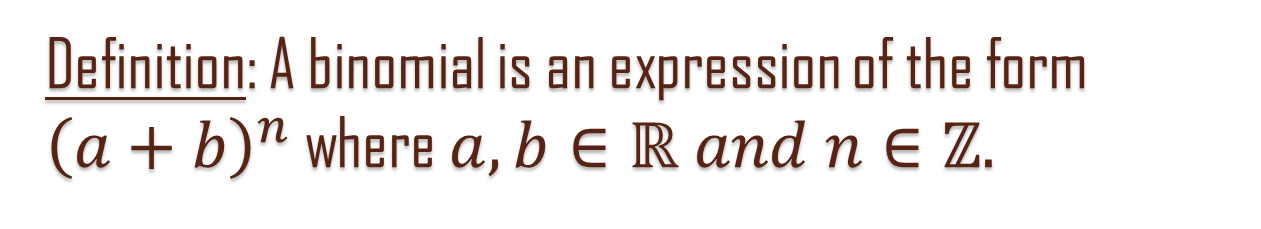 Definition: A binomial is an expression of the form
(𝑎 + 𝑏)ⁿ where 𝑎, 𝑏 ∈ ℝ 𝑎𝑛𝑑 𝑛 ∈ ℤ.